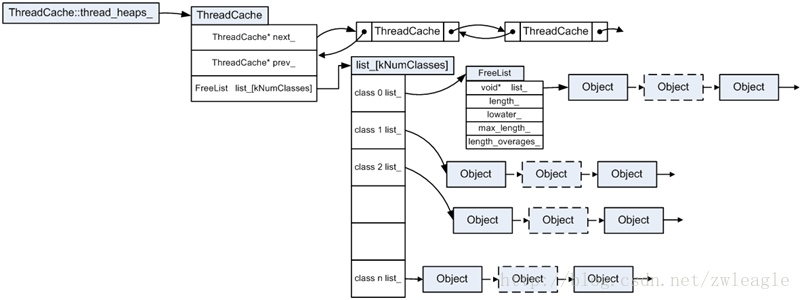 ThreadCache::thread_heaps_
ThreadCache
ThreadCache* next_
ThreadCache* prev_
FreeList list_[kNumClasses]
ThreadCache
ThreadCache
list_[kNumClasses]
class 0 list_
class 1 list_
class 2 list_
class n list_
FreeList
void* list_
length_
lowater_
max_length_
length_overages_
Object
Object
Object
Object
Object
Object
Object
Object
Object
Object
Object
Object
http://blog.csdn.net/zwleagle